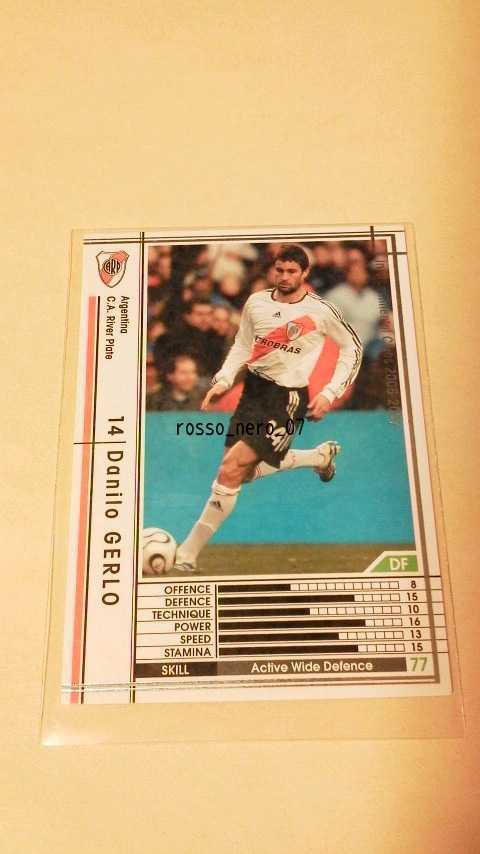 Argentina
C.A. River Plate
14 Danilo GERLO
rosso_nero_07
DF
OFFENCE 8
DEFENCE 15
TECHNIQUE 10
POWER 16
SPEED 13
STAMINA 15
SKILL Active Wide Defence 77